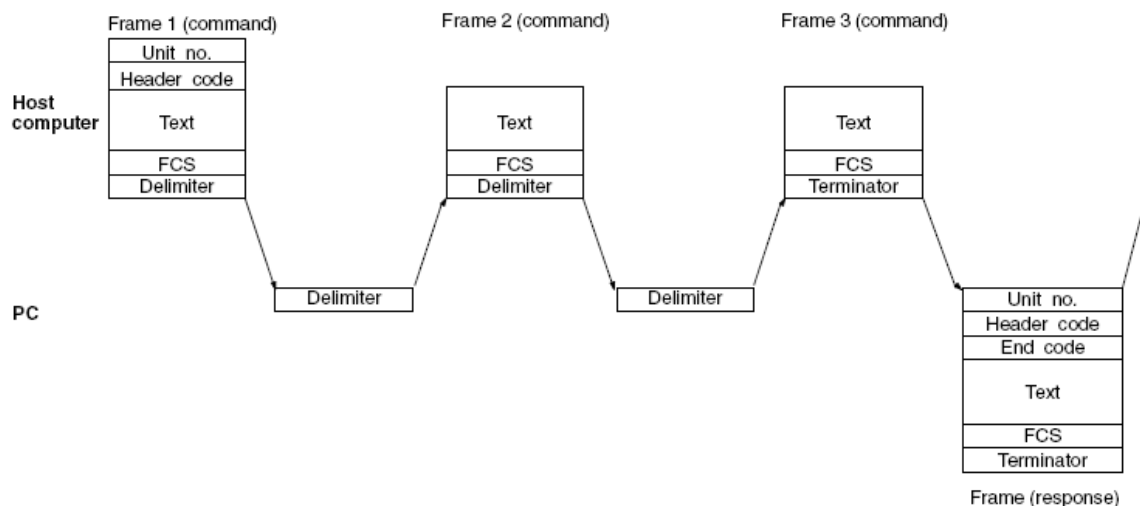 Frame 1 (command)
Frame 2 (command)
Frame 3 (command)
Host
computer
Unit no.
Header code
Text
FCS
Delimiter
Text
FCS
Delimiter
Text
FCS
Terminator
PC
Delimiter
Delimiter
Unit no.
Header code
End code
Text
FCS
Terminator
Frame (response)